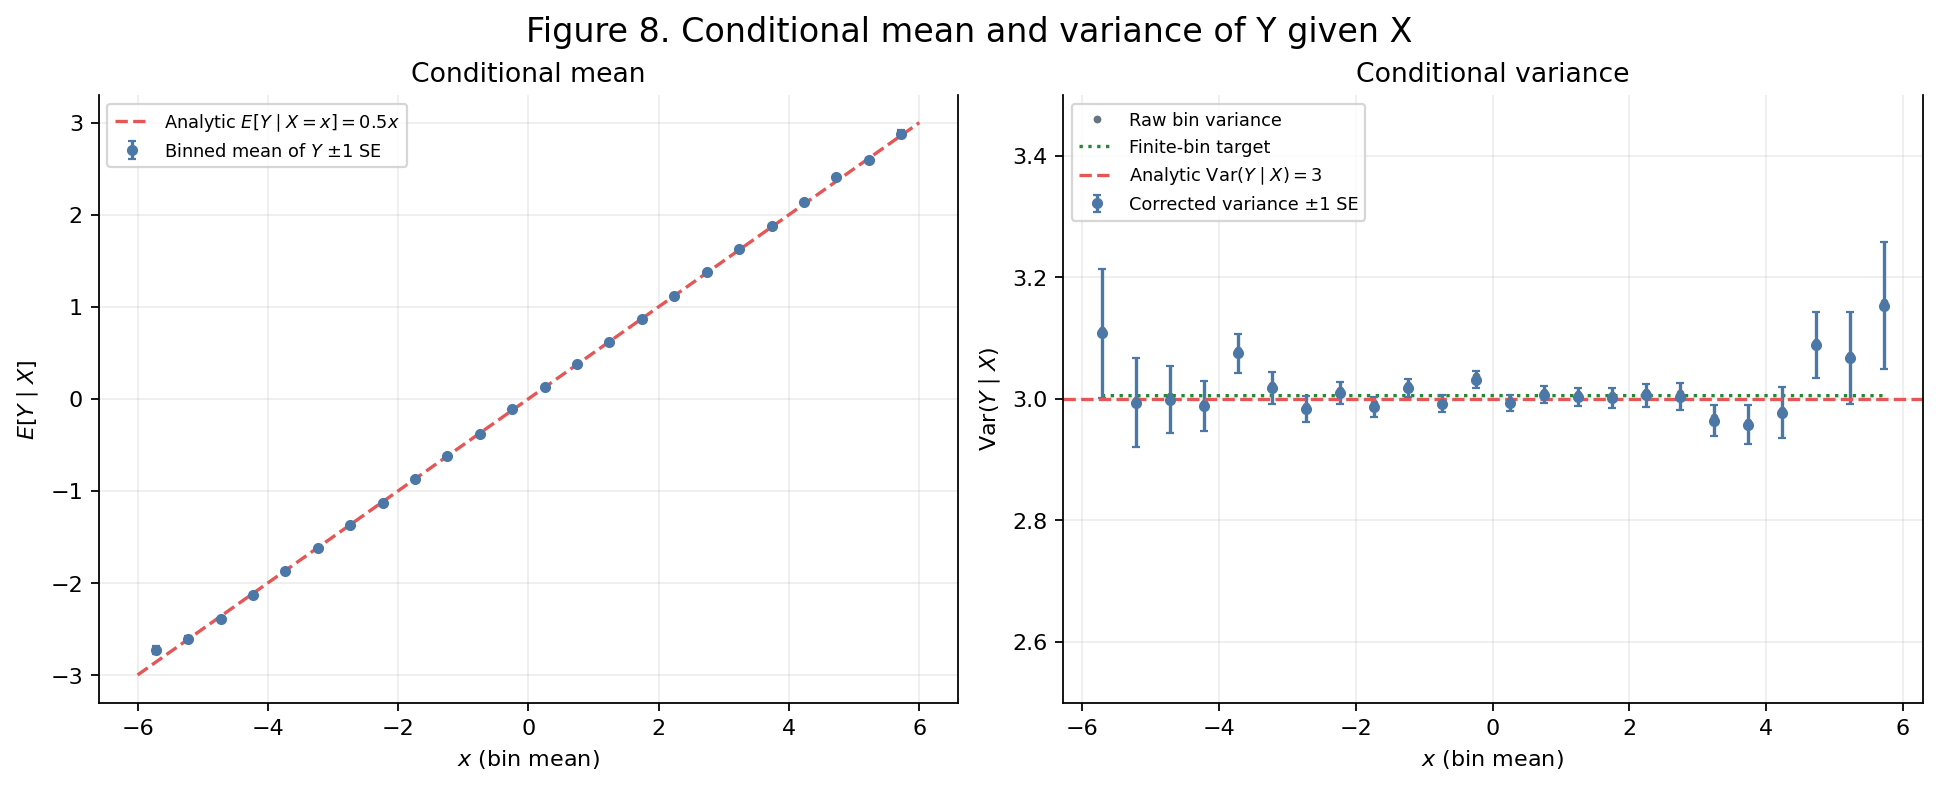 Figure 8. Conditional mean and variance of Y given X
Conditional mean
Analytic E[Y | X = x] = 0.5x
Binned mean of Y ±1 SE
3
2
1
0
−1
−2
−3
E[Y | X]
−6
−4
−2
0
2
4
6
x (bin mean)
Conditional variance
Raw bin variance
Finite-bin target
Analytic Var(Y | X) = 3
Corrected variance ±1 SE
3.4
3.2
3.0
2.8
2.6
Var(Y | X)
−6
−4
−2
0
2
4
6
x (bin mean)